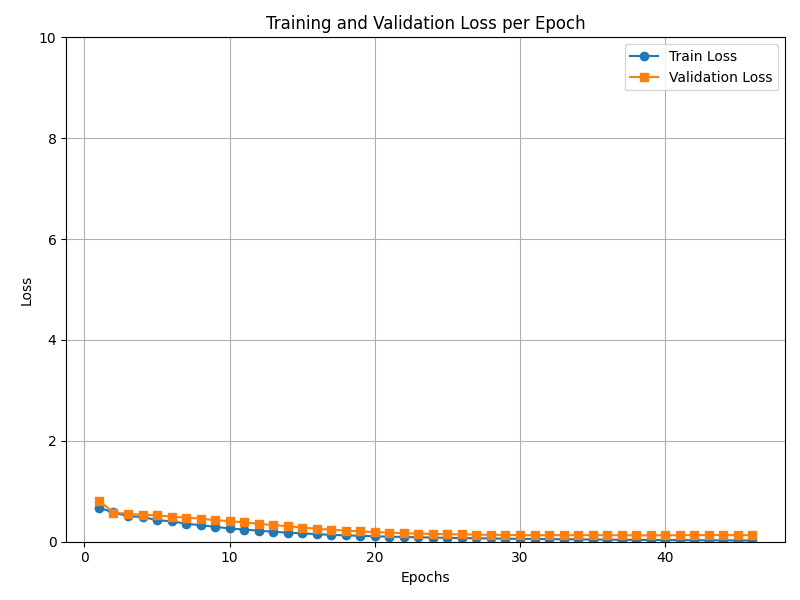 Training and Validation Loss per Epoch
Train Loss
Validation Loss
10
8
6
4
2
0
Loss
0 10 20 30 40
Epochs